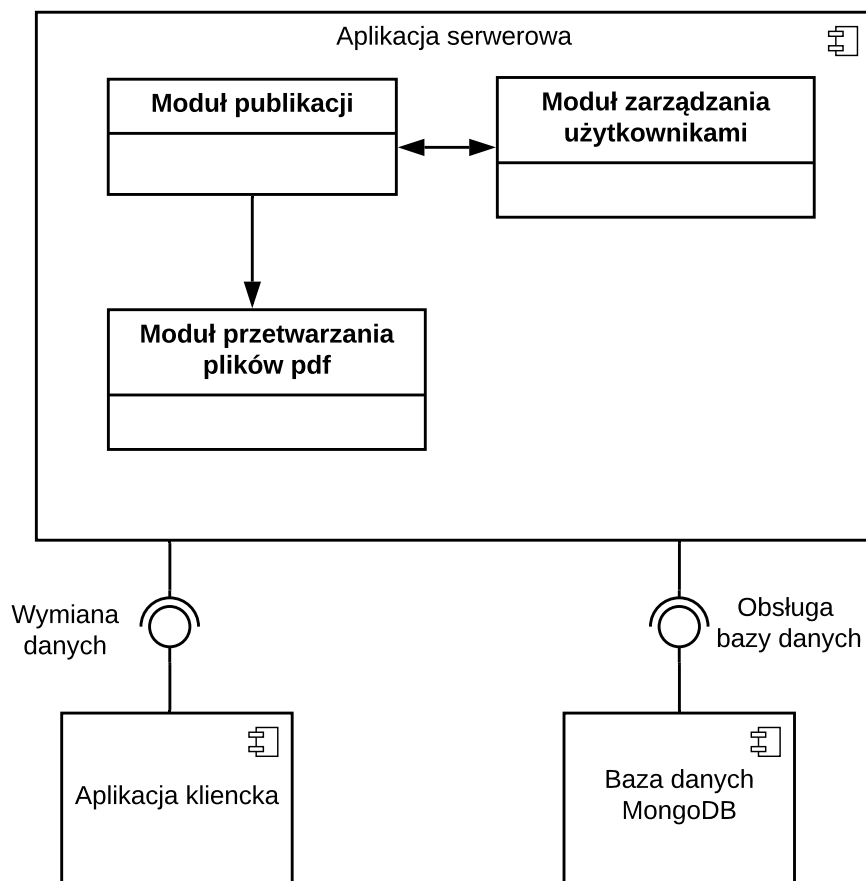 Aplikacja serwerowa
Moduł publikacji
Moduł zarządzania
użytkownikami
Moduł przetwarzania
plików pdf
Wymiana
danych
Obsługa
bazy danych
Aplikacja kliencka
Baza danych
MongoDB